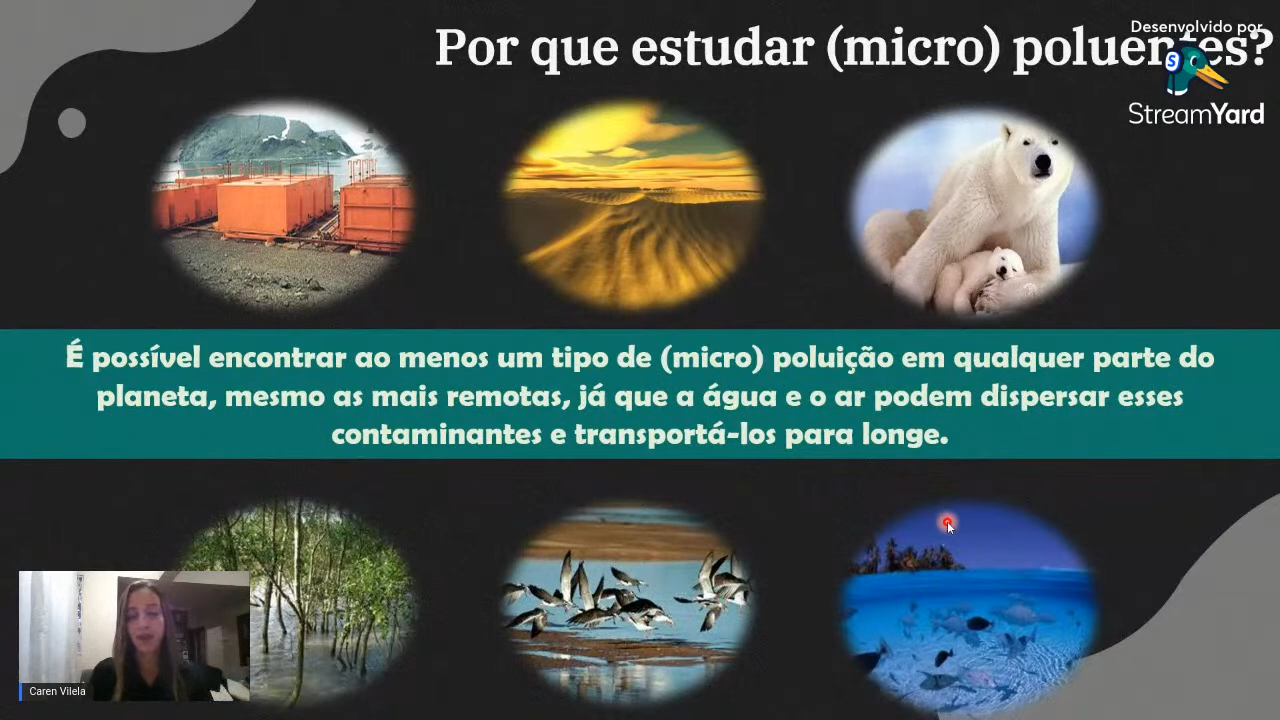 Por que estudar (micro) poluentes?
Desenvolvido por
S
StreamYard
É possível encontrar ao menos um tipo de (micro) poluição em qualquer parte do
planeta, mesmo as mais remotas, já que a água e o ar podem dispersar esses
contaminantes e transportá-los para longe.
Caren Vilela